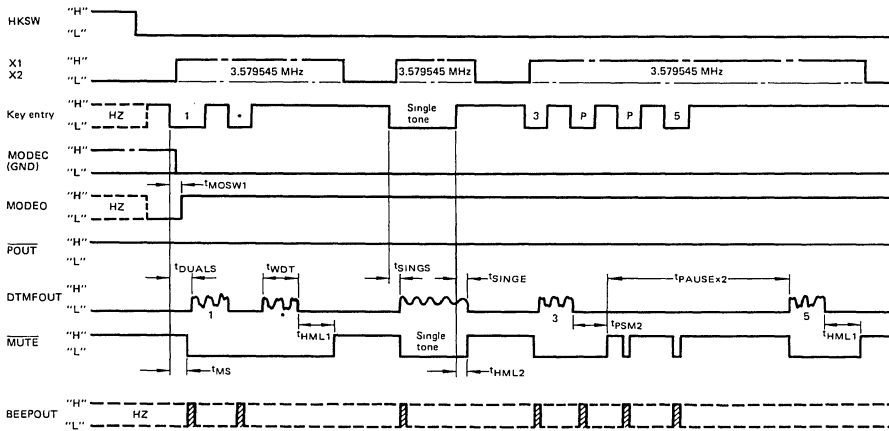 HKSW "H"
"L"
X1 "H"
X2 "L" 3.579545 MHz 3.579545 MHz 3.579545 MHz
Key entry "H"
"L" HZ 1 * Single tone 3 P P 5
MODEC (GND) "H"
"L"
tMOSW1
MODEO "H"
"L" HZ
POUT "H"
"L"
tDUALS tWDT tSINGS tSINGE tPAUSEx2
DTMFOUT "H"
"L" 1 * 3 5
tHML1 tPSM2 tHML1
MUTE "H"
"L" Single tone
tMS tHML2
BEEPOUT "H"
"L" HZ